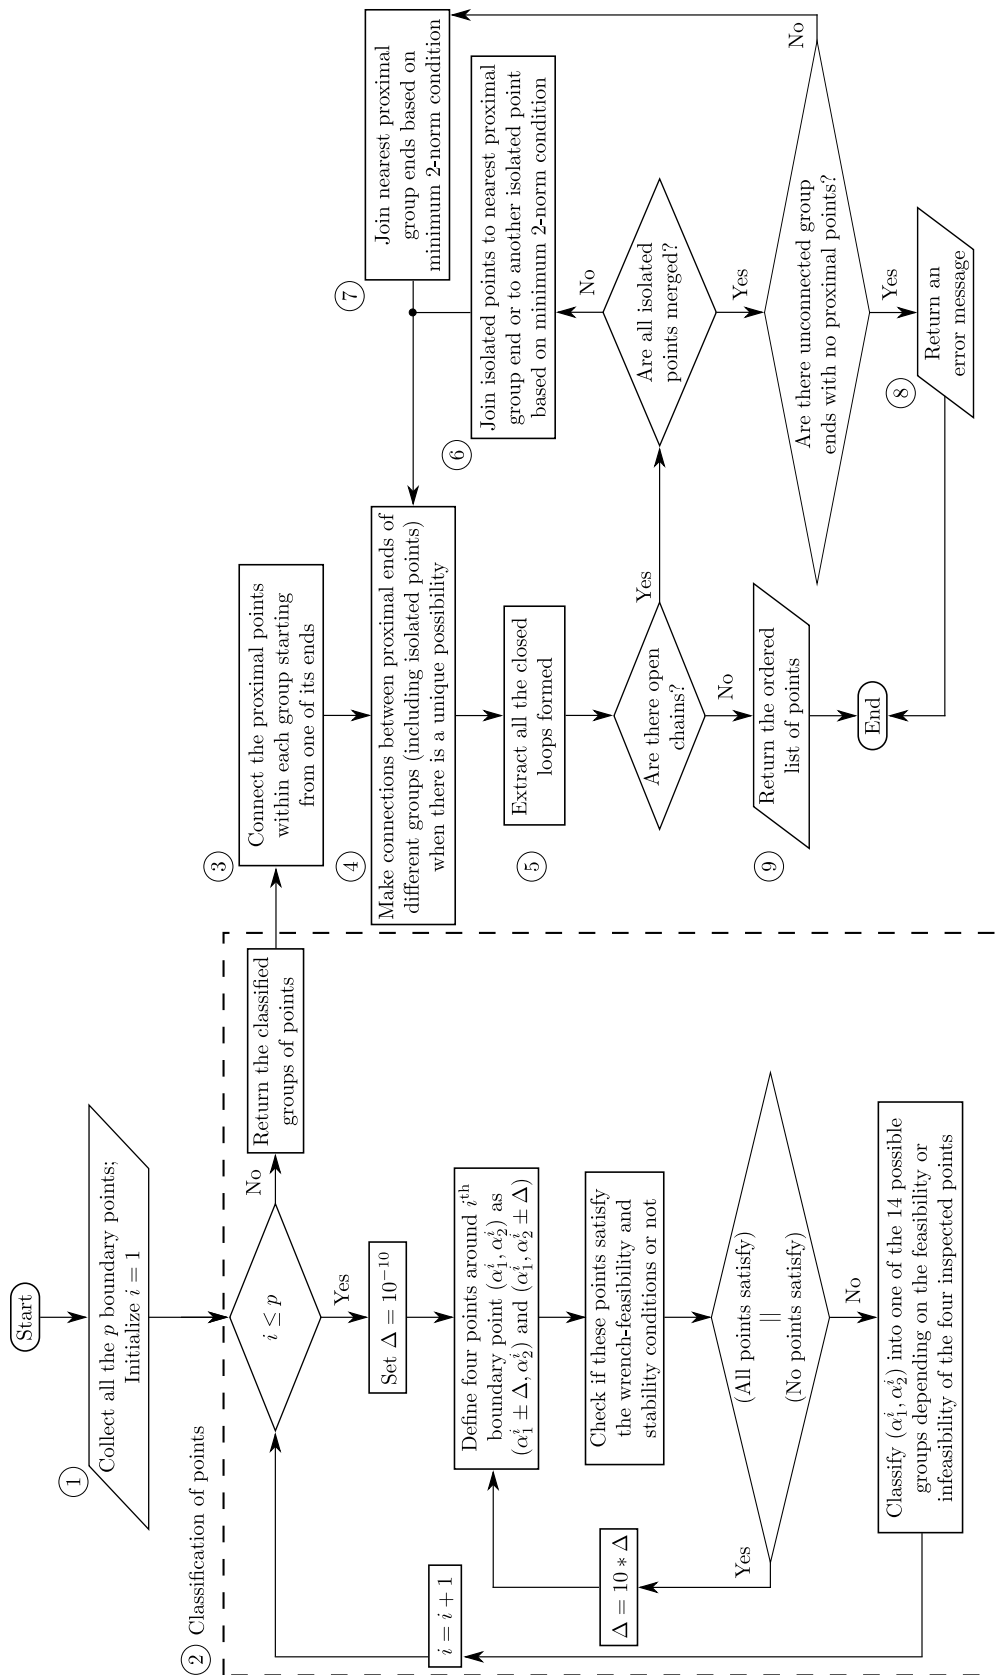 Start
①
Collect all the p boundary points;
Initialize i = 1
② Classification of points
i ≤ p
No
Return the classified
groups of points
Yes
Set Δ = 10⁻¹⁰
Define four points around iᵗʰ
boundary point (α₁ⁱ, α₂ⁱ) as
(α₁ⁱ ± Δ, α₂ⁱ) and (α₁ⁱ, α₂ⁱ ± Δ)
Check if these points satisfy
the wrench-feasibility and
stability conditions or not
(All points satisfy)
||
(No points satisfy)
Yes
Δ = 10 ∗ Δ
No
Classify (α₁ⁱ, α₂ⁱ) into one of the 14 possible
groups depending on the feasibility or
infeasibility of the four inspected points
i = i + 1
③
Connect the proximal points
within each group starting
from one of its ends
④
Make connections between proximal ends of
different groups (including isolated points)
when there is a unique possibility
⑤
Extract all the closed
loops formed
Are there open
chains?
Yes
No
⑨
Return the ordered
list of points
End
Are all isolated
points merged?
No
⑥
Join isolated points to nearest proximal
group end or to another isolated point
based on minimum 2-norm condition
Yes
Are there unconnected group
ends with no proximal points?
No
⑦
Join nearest proximal
group ends based on
minimum 2-norm condition
Yes
⑧
Return an
error message